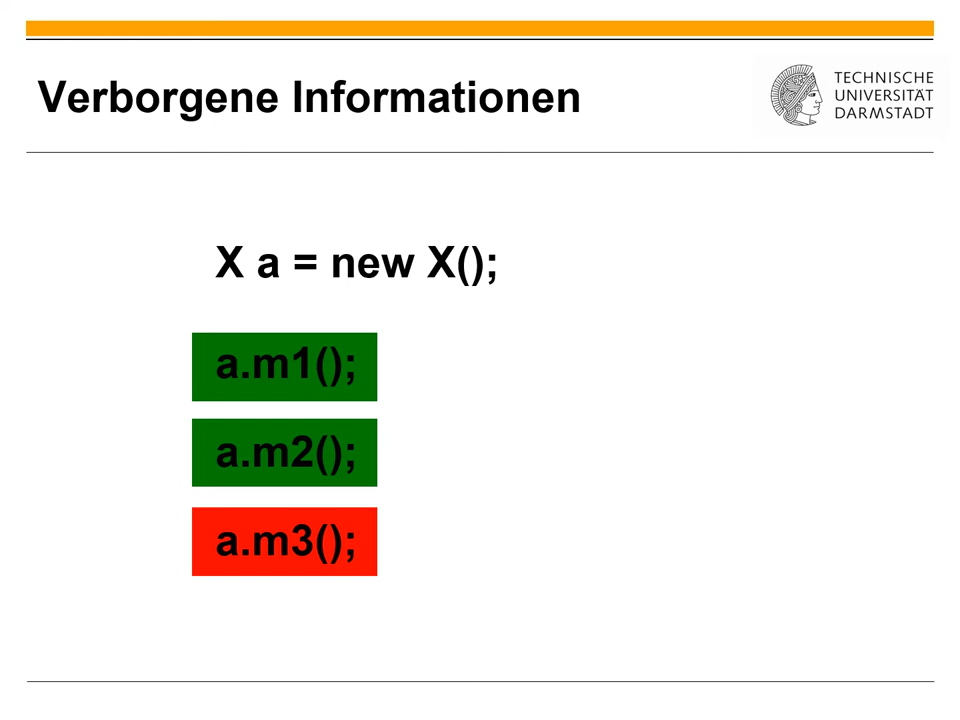 Verborgene Informationen
TECHNISCHE
UNIVERSITÄT
DARMSTADT
X a = new X();
a.m1();
a.m2();
a.m3();